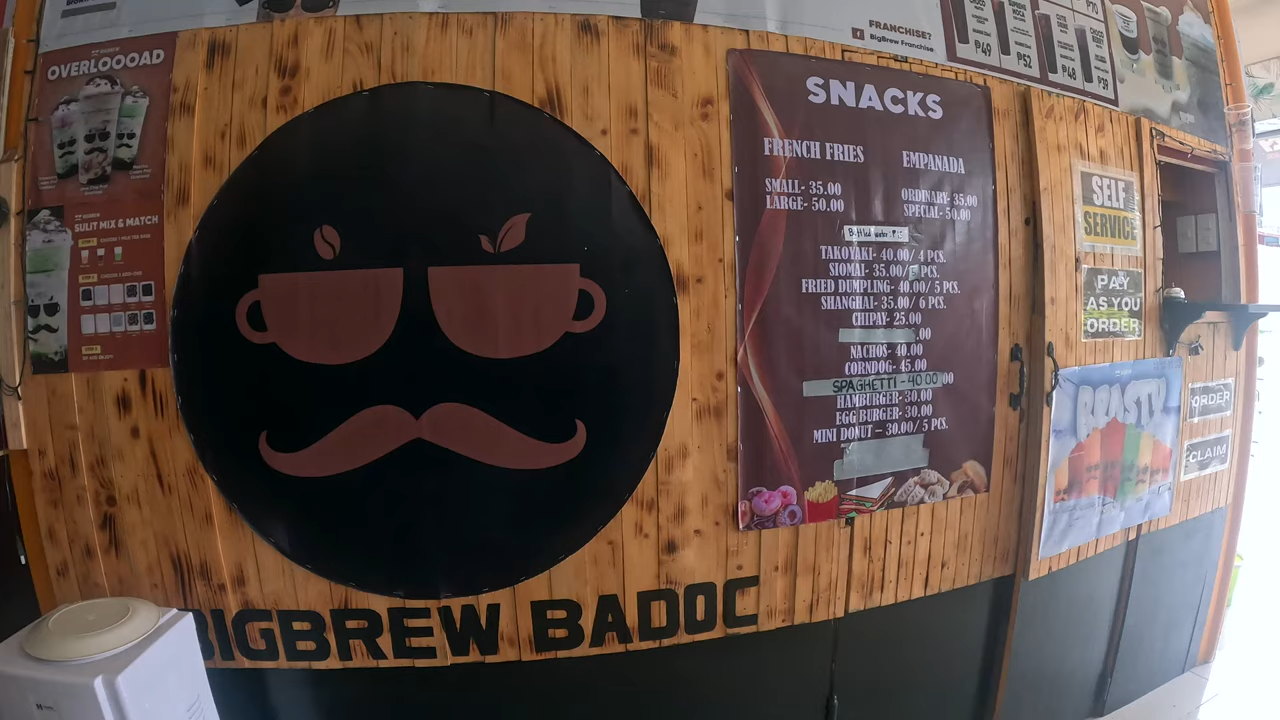 OVERLOOOAD
SULIT MIX & MATCH
FRANCHISE?
BigBrew Franchise
₱49
₱52
₱48
₱39
₱70
SNACKS
FRENCH FRIES
SMALL- 35.00
LARGE- 50.00
EMPANADA
ORDINARY- 35.00
SPECIAL- 50.00
TAKOYAKI- 40.00/ 4 PCS.
SIOMAI- 35.00/ PCS.
FRIED DUMPLING- 40.00/ 5 PCS.
SHANGHAI- 35.00/ 6 PCS.
CHIPAY- 25.00
.00
NACHOS- 40.00
CORNDOG- 45.00
SPAGHETTI - 40 00
HAMBURGER- 30.00
EGG BURGER- 30.00
MINI DONUT – 30.00/ 5 PCS.
SELF
SERVICE
PAY
AS YOU
ORDER
ORDER
CLAIM
BIGBREW BADOC